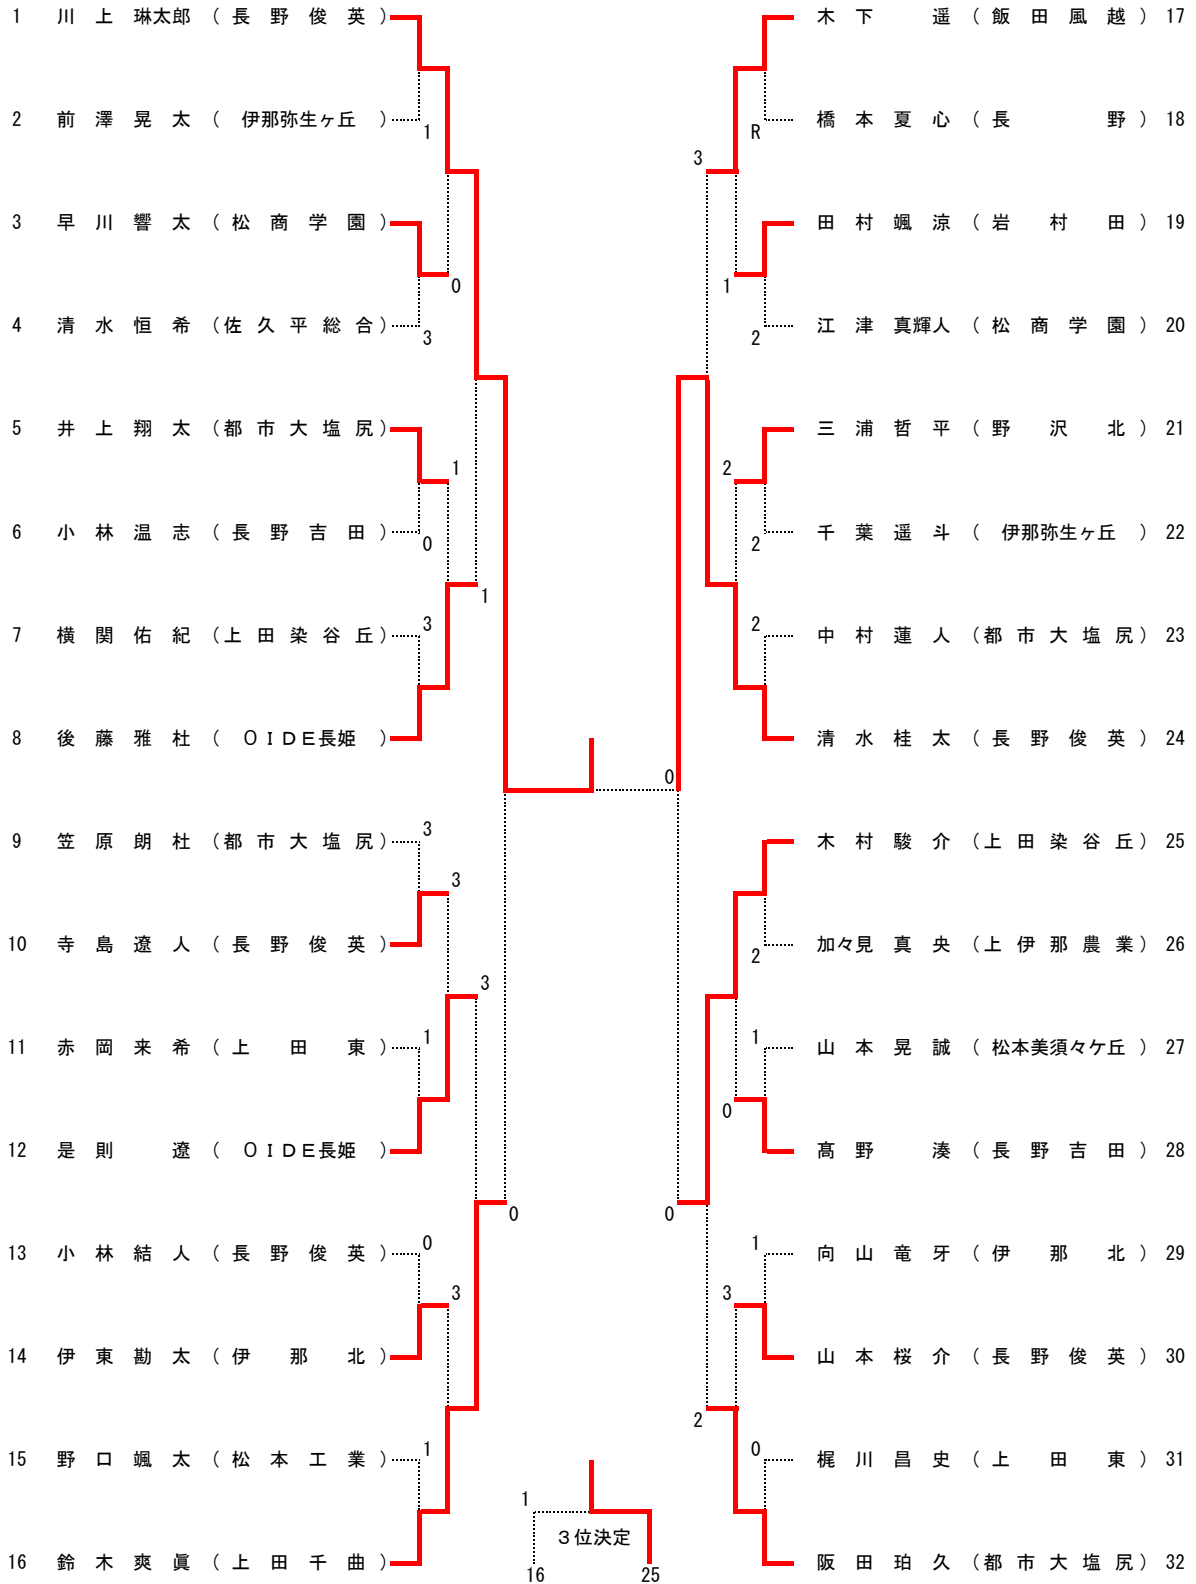 1 川上琳太郎 (長野俊英) 木下遥 (飯田風越) 17
2 前澤晃太 (伊那弥生ヶ丘) 1 R 橋本夏心 (長野) 18
3
3 早川響太 (松商学園) 田村颯涼 (岩村田) 19
0 1
4 清水恒希 (佐久平総合) 3 2 江津真輝人 (松商学園) 20
5 井上翔太 (都市大塩尻) 三浦哲平 (野沢北) 21
1 2
6 小林温志 (長野吉田) 0 2 千葉遥斗 (伊那弥生ヶ丘) 22
1
7 横関佑紀 (上田染谷丘) 3 2 中村蓮人 (都市大塩尻) 23
8 後藤雅杜 (OIDE長姫) 清水桂太 (長野俊英) 24
0
9 笠原朗杜 (都市大塩尻) 3 木村駿介 (上田染谷丘) 25
3
10 寺島遼人 (長野俊英) 2 加々見真央 (上伊那農業) 26
3
11 赤岡来希 (上田東) 1 1 山本晃誠 (松本美須々ケ丘) 27
0
12 是則遼 (OIDE長姫) 髙野湊 (長野吉田) 28
0 0
13 小林結人 (長野俊英) 0 1 向山竜牙 (伊那北) 29
3 3
14 伊東勘太 (伊那北) 山本桜介 (長野俊英) 30
2
15 野口颯太 (松本工業) 1 0 梶川昌史 (上田東) 31
1
3位決定
16 鈴木爽眞 (上田千曲) 阪田珀久 (都市大塩尻) 32
16 25